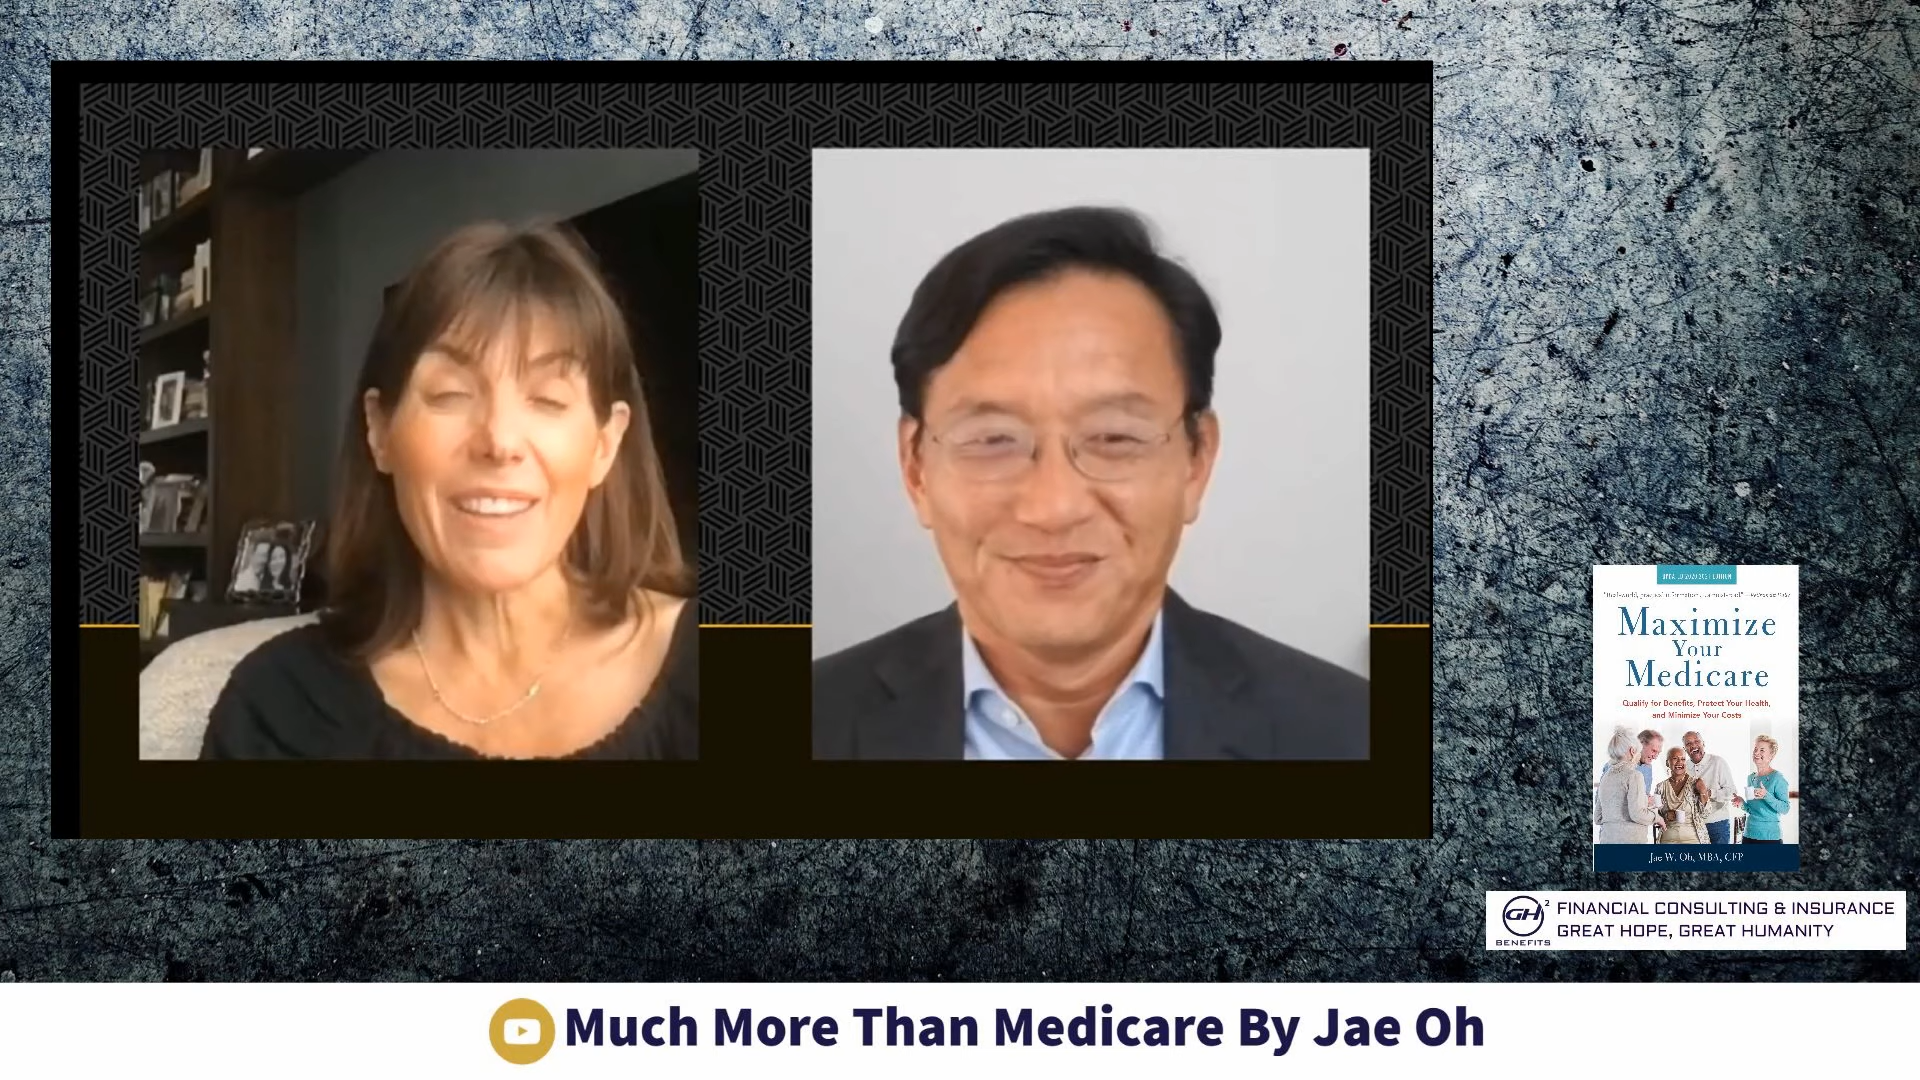 Maximize
Your
Medicare
Qualify for Benefits, Protect Your Health,
and Minimize Your Costs
Jae W. Oh, MBA, CFP
GH2
BENEFITS
FINANCIAL CONSULTING & INSURANCE
GREAT HOPE, GREAT HUMANITY
Much More Than Medicare By Jae Oh